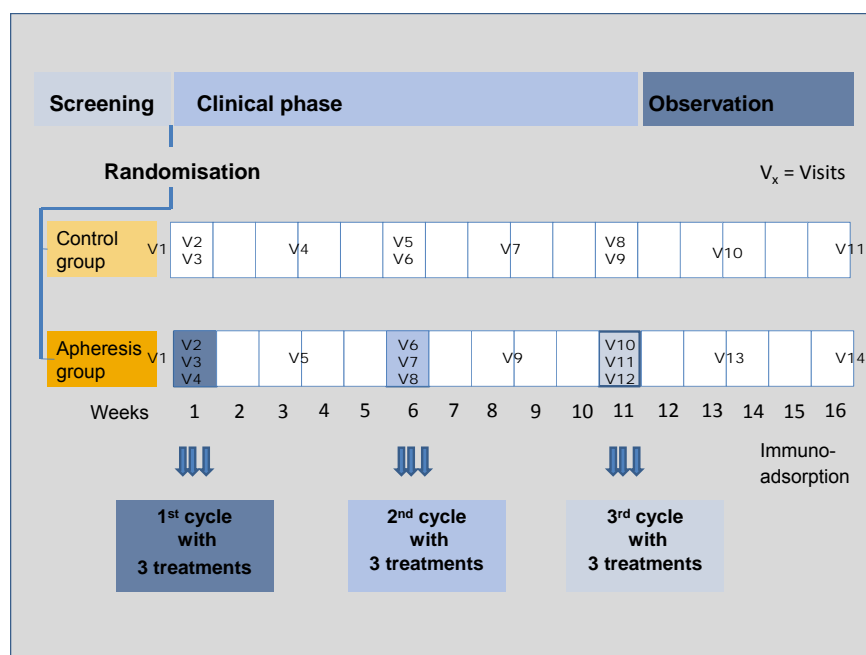 Screening Clinical phase Observation
Randomisation
Vx = Visits
Control group
V1 V2 V3 V4 V5 V6 V7 V8 V9 V10 V11
Apheresis group
V1 V2 V3 V4 V5 V6 V7 V8 V9 V10 V11 V12 V13 V14
Weeks 1 2 3 4 5 6 7 8 9 10 11 12 13 14 15 16
Immuno-
adsorption
1st cycle
with
3 treatments
2nd cycle
with
3 treatments
3rd cycle
with
3 treatments